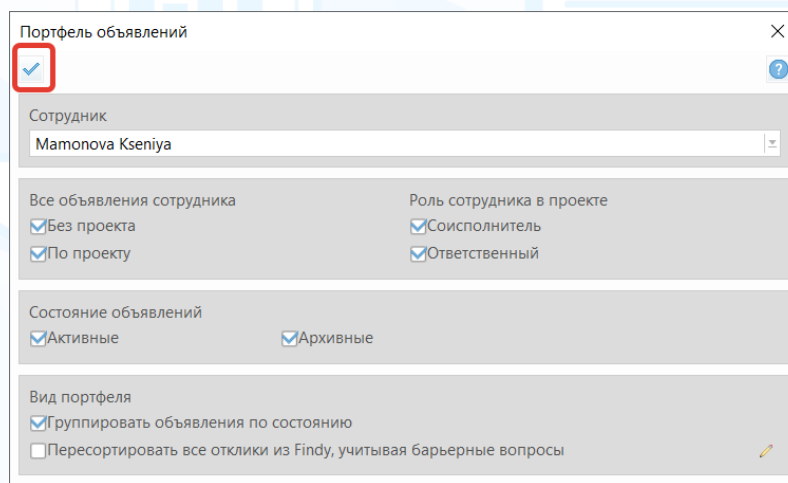 Портфель объявлений
Сотрудник
Mamonova Kseniya
Все объявления сотрудника
Роль сотрудника в проекте
Без проекта
Соисполнитель
По проекту
Ответственный
Состояние объявлений
Активные
Архивные
Вид портфеля
Группировать объявления по состоянию
Пересортировать все отклики из Findy, учитывая барьерные вопросы